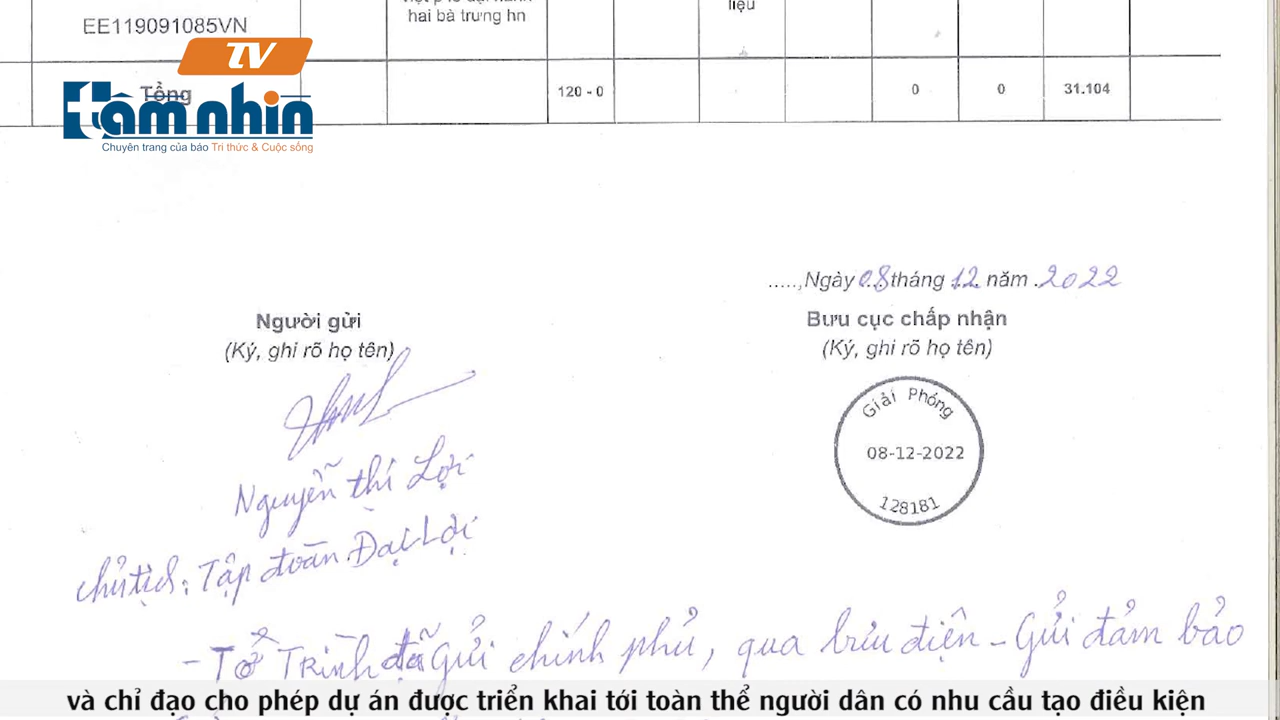 EE119091085VN
hai bà trưng hn
liệu
TV
Tổng
120 - 0
0
0
31.104
tâm nhìn
Chuyên trang của báo Tri thức & Cuộc sống
.....,Ngày 08 tháng 12 năm 2022
Người gửi
Bưu cục chấp nhận
(Ký, ghi rõ họ tên)
(Ký, ghi rõ họ tên)
Giải Phóng
08-12-2022
128181
Nguyễn thí Lợi
chủ tịch: Tập đoàn Đại Lợi
- Tờ Trình đã gửi chính phủ, qua bưu điện - Gửi đảm bảo
và chỉ đạo cho phép dự án được triển khai tới toàn thể người dân có nhu cầu tạo điều kiện